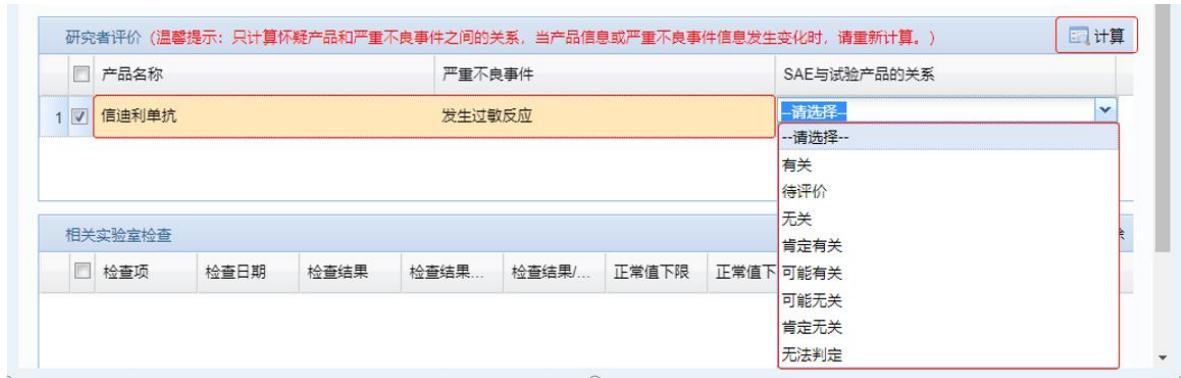 研究者评价（温馨提示：只计算怀疑产品和严重不良事件之间的关系，当产品信息或严重不良事件信息发生变化时，请重新计算。） 计算
产品名称 严重不良事件 SAE与试验产品的关系
1 信迪利单抗 发生过敏反应 --请选择--
--请选择--
有关
待评价
无关
肯定有关
可能有关
可能无关
肯定无关
无法判定
相关实验室检查
检查项 检查日期 检查结果 检查结果... 检查结果/... 正常值下限 正常值下